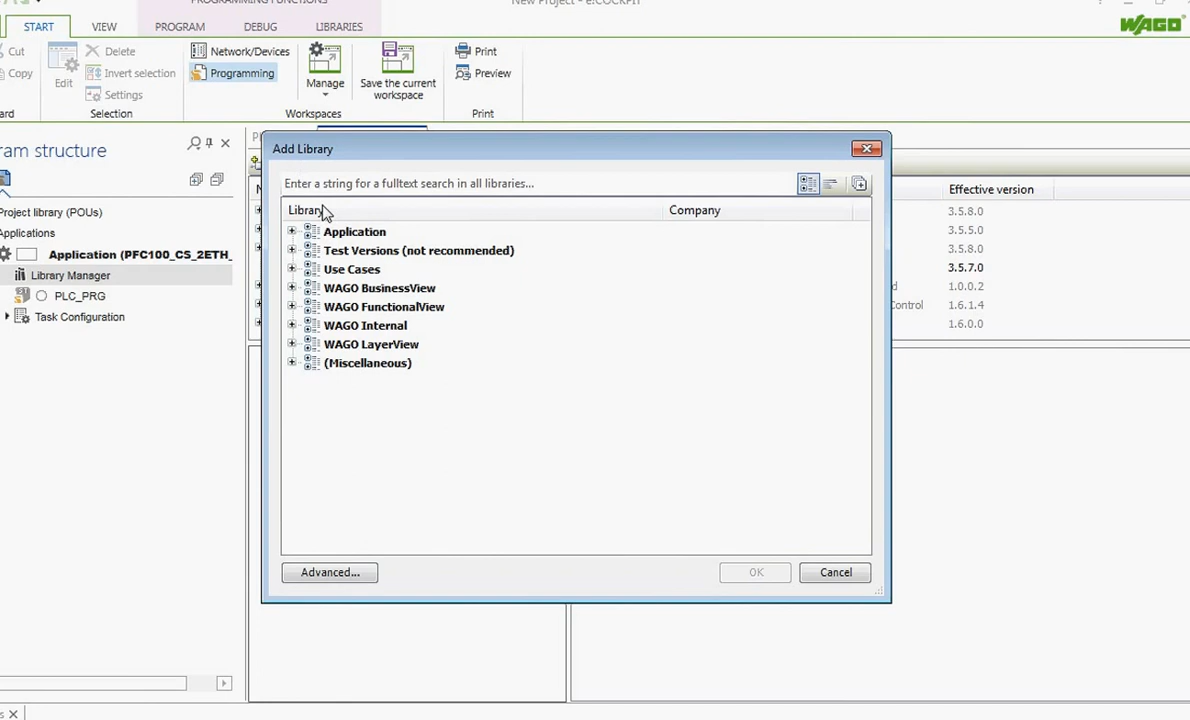 PROGRAMMING FUNCTIONS
New Project - e!COCKPIT
START VIEW PROGRAM DEBUG LIBRARIES
WAGO
Cut
Copy
Edit
Delete
Invert selection
Settings
Selection
Network/Devices
Programming
Manage
Save the current
workspace
Workspaces
Print
Preview
Print
ram structure
Project library (POUs)
Applications
Application (PFC100_CS_2ETH_
Library Manager
PLC_PRG
Task Configuration
Add Library
Enter a string for a fulltext search in all libraries...
Library Company
Application
Test Versions (not recommended)
Use Cases
WAGO BusinessView
WAGO FunctionalView
WAGO Internal
WAGO LayerView
(Miscellaneous)
Advanced... OK Cancel
Effective version
3.5.8.0
3.5.5.0
3.5.8.0
3.5.7.0
d 1.0.0.2
Control 1.6.1.4
1.6.0.0